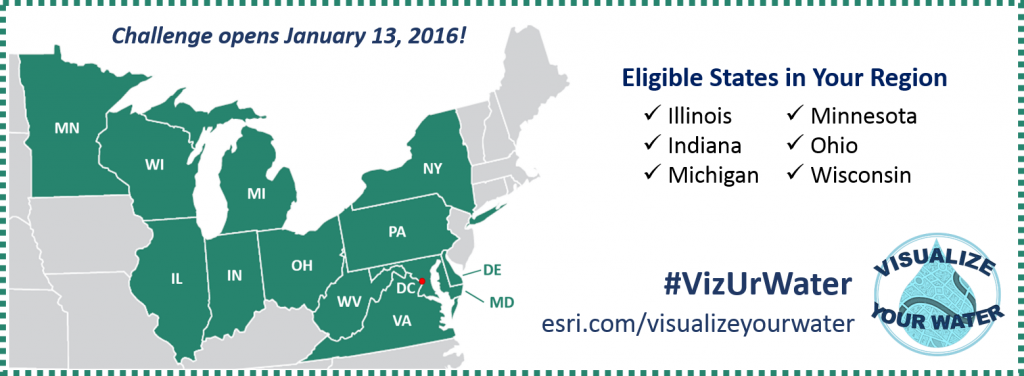 Challenge opens January 13, 2016!
MN
WI
MI
NY
PA
IL
IN
OH
WV
DC
VA
DE
MD
Eligible States in Your Region
✓ Illinois
✓ Indiana
✓ Michigan
✓ Minnesota
✓ Ohio
✓ Wisconsin
#VizUrWater
esri.com/visualizeyourwater
VISUALIZE
YOUR WATER